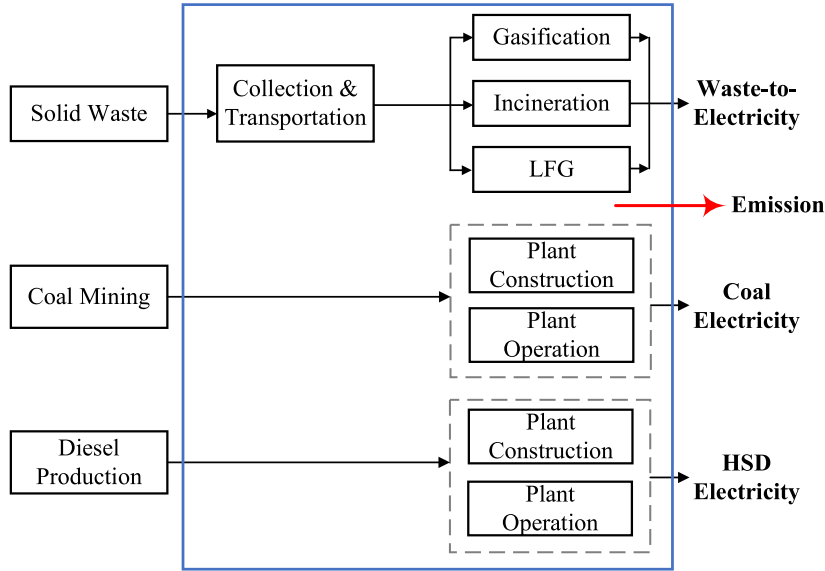 Solid Waste
Collection &
Transportation
Gasification
Incineration
LFG
Waste-to-
Electricity
Emission
Coal Mining
Plant
Construction
Plant
Operation
Coal
Electricity
Diesel
Production
Plant
Construction
Plant
Operation
HSD
Electricity